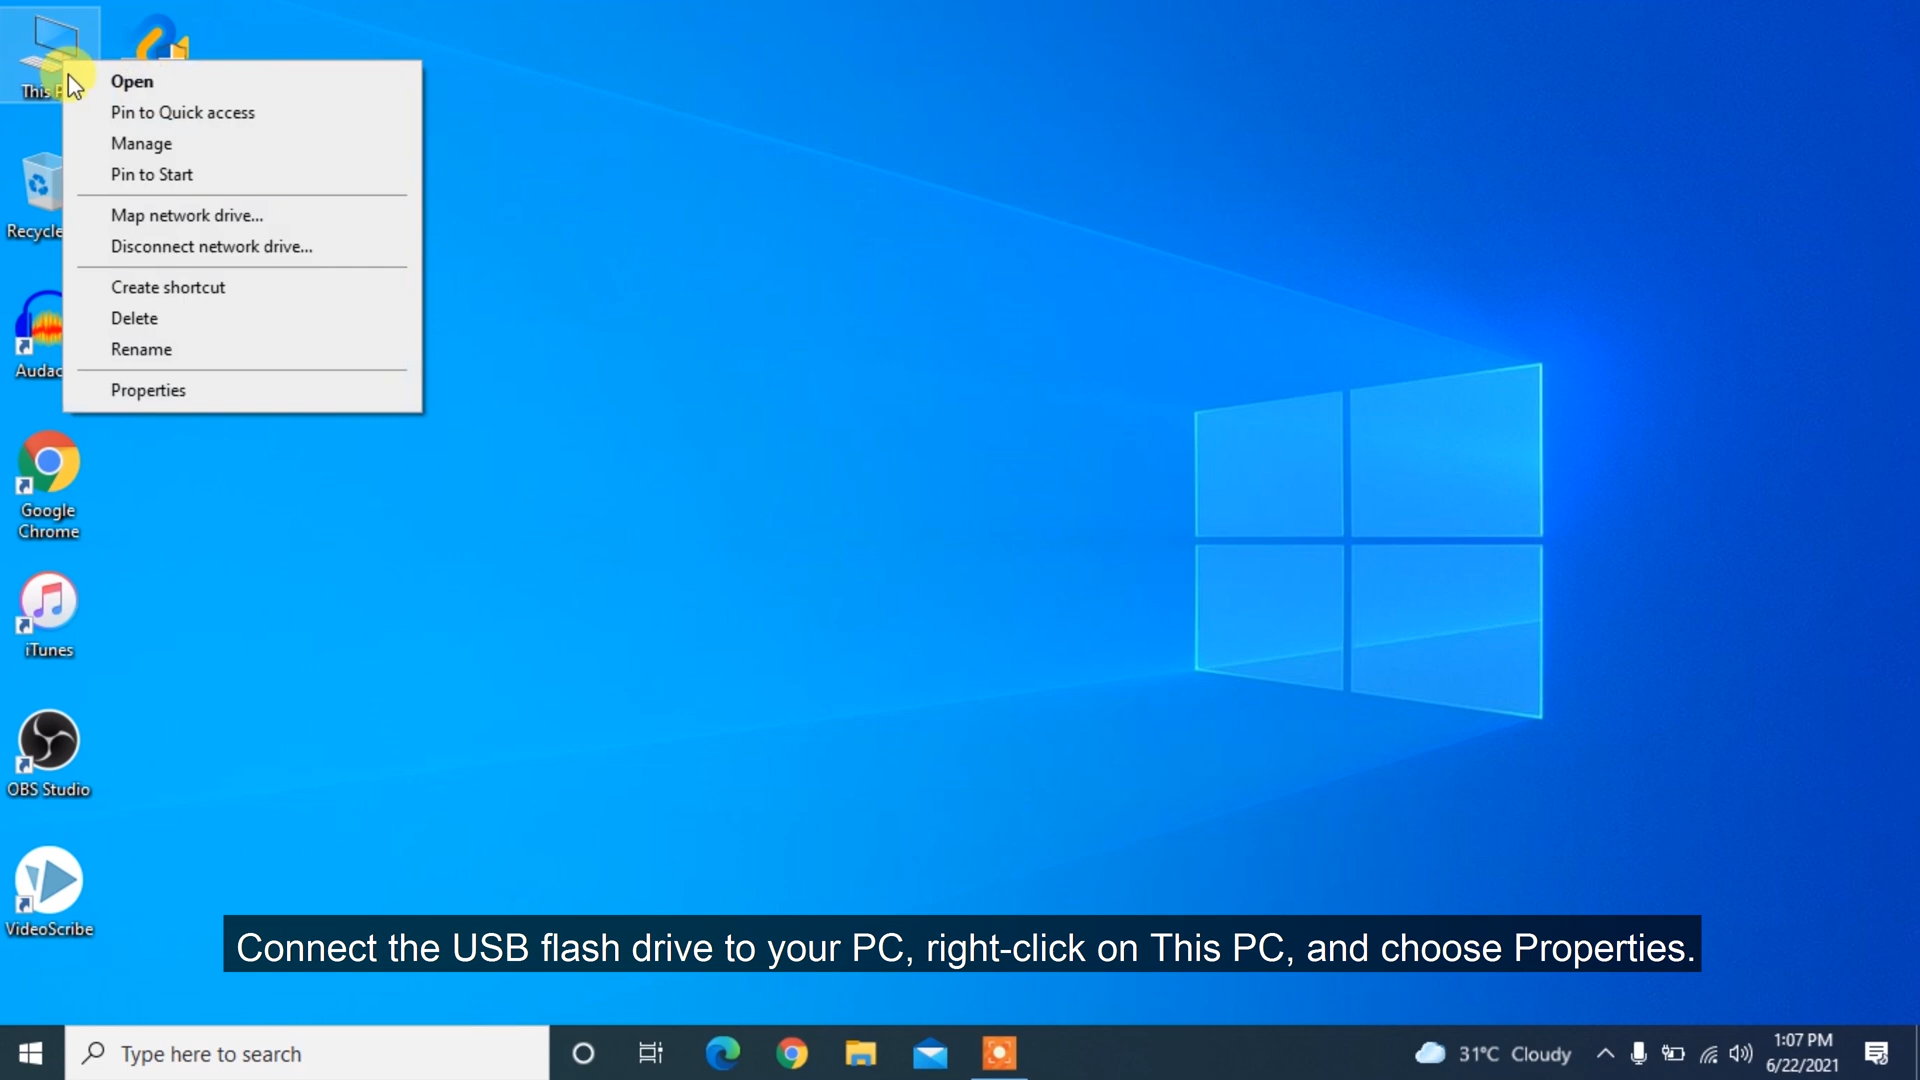 This
Open
Pin to Quick access
Manage
Pin to Start
Map network drive...
Disconnect network drive...
Create shortcut
Delete
Rename
Properties
Recycle
Audac
Google
Chrome
iTunes
OBS Studio
VideoScribe
Connect the USB flash drive to your PC, right-click on This PC, and choose Properties.
Type here to search
31°C Cloudy
1:07 PM
6/22/2021